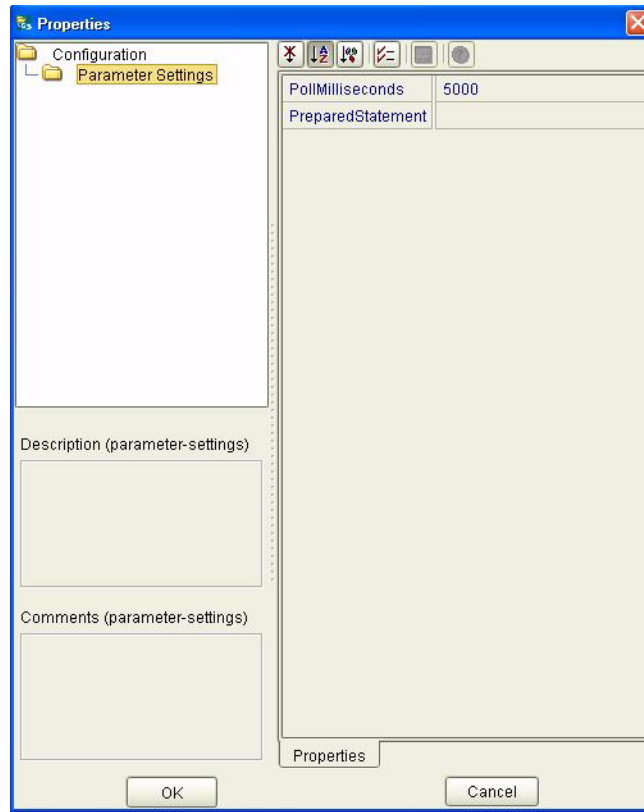 Properties
Configuration
Parameter Settings
PollMilliseconds 5000
PreparedStatement
Description (parameter-settings)
Comments (parameter-settings)
Properties
OK Cancel